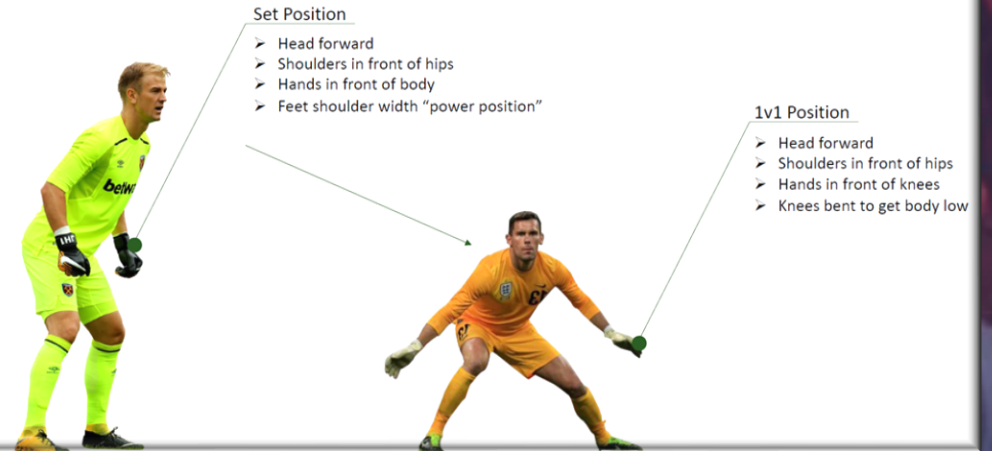 Set Position
➢ Head forward
➢ Shoulders in front of hips
➢ Hands in front of body
➢ Feet shoulder width “power position”
1v1 Position
➢ Head forward
➢ Shoulders in front of hips
➢ Hands in front of knees
➢ Knees bent to get body low
betw
JH1